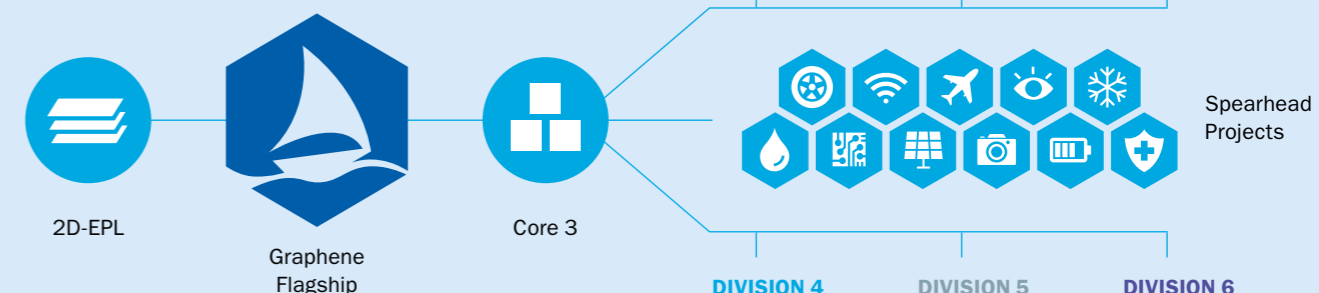 Spearhead
Projects
2D-EPL
Core 3
Graphene
Flagship
DIVISION 4
DIVISION 5
DIVISION 6